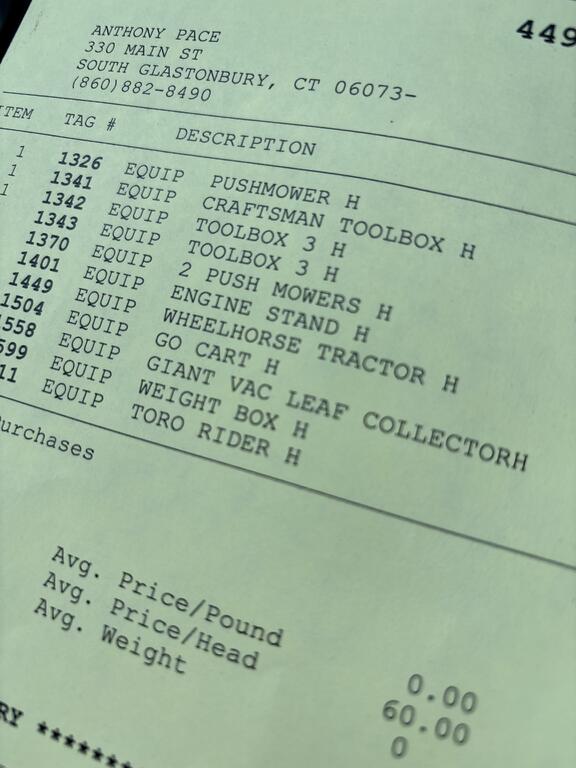 449
ANTHONY PACE
330 MAIN ST
SOUTH GLASTONBURY, CT 06073-
(860)882-8490
ITEM TAG # DESCRIPTION
1 1326 EQUIP PUSHMOWER H
1 1341 EQUIP CRAFTSMAN TOOLBOX H
1 1342 EQUIP TOOLBOX 3 H
1343 EQUIP TOOLBOX 3 H
1370 EQUIP 2 PUSH MOWERS H
1401 EQUIP ENGINE STAND H
1449 EQUIP WHEELHORSE TRACTOR H
1504 EQUIP GO CART H
1558 EQUIP GIANT VAC LEAF COLLECTORH
599 EQUIP WEIGHT BOX H
11 EQUIP TORO RIDER H
Purchases
Avg. Price/Pound 0.00
Avg. Price/Head 60.00
Avg. Weight 0
RY **********